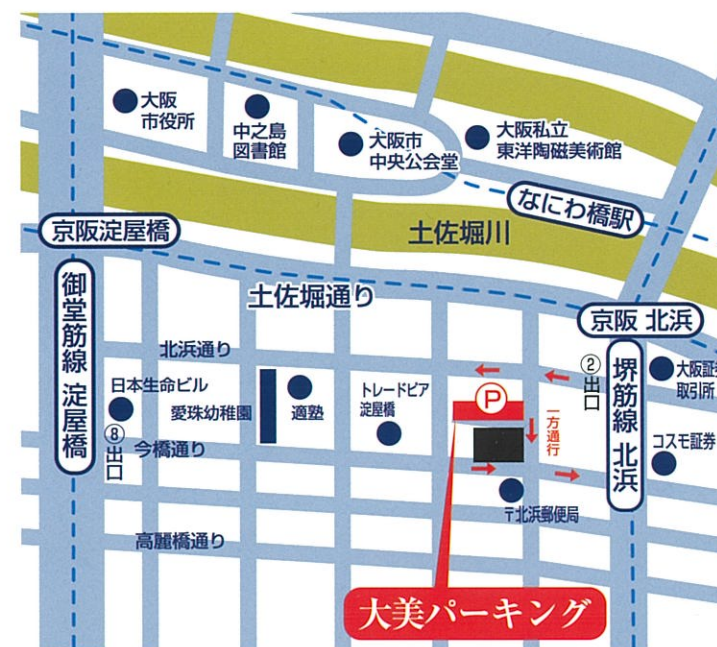 大阪
市役所
中之島
図書館
大阪市
中央公会堂
大阪私立
東洋陶磁美術館
なにわ橋駅
京阪淀屋橋
土佐堀川
土佐堀通り
京阪 北浜
御堂筋線 淀屋橋
北浜通り
②出口
堺筋線 北浜
大阪証券
取引所
日本生命ビル
愛珠幼稚園
適塾
トレードピア
淀屋橋
P
一方通行
⑧出口
今橋通り
コスモ証券
〒北浜郵便局
高麗橋通り
大美パーキング